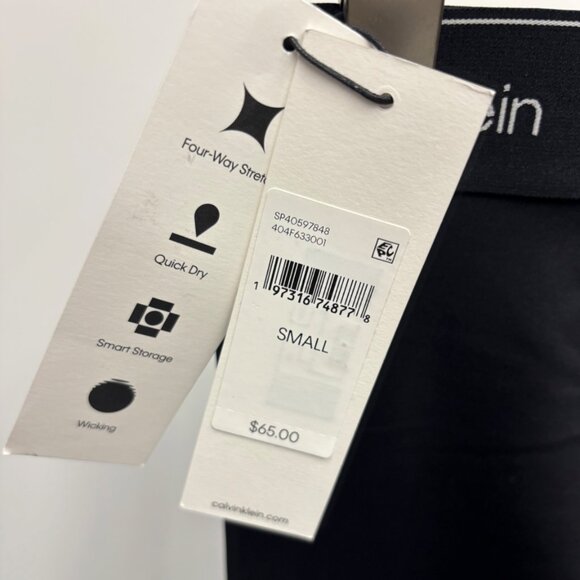 Four-Way Stretch
Quick Dry
Smart Storage
Wicking
SP40597848
404F633001
1 97316 74877 8
SMALL
$65.00
calvinklein.com
ein